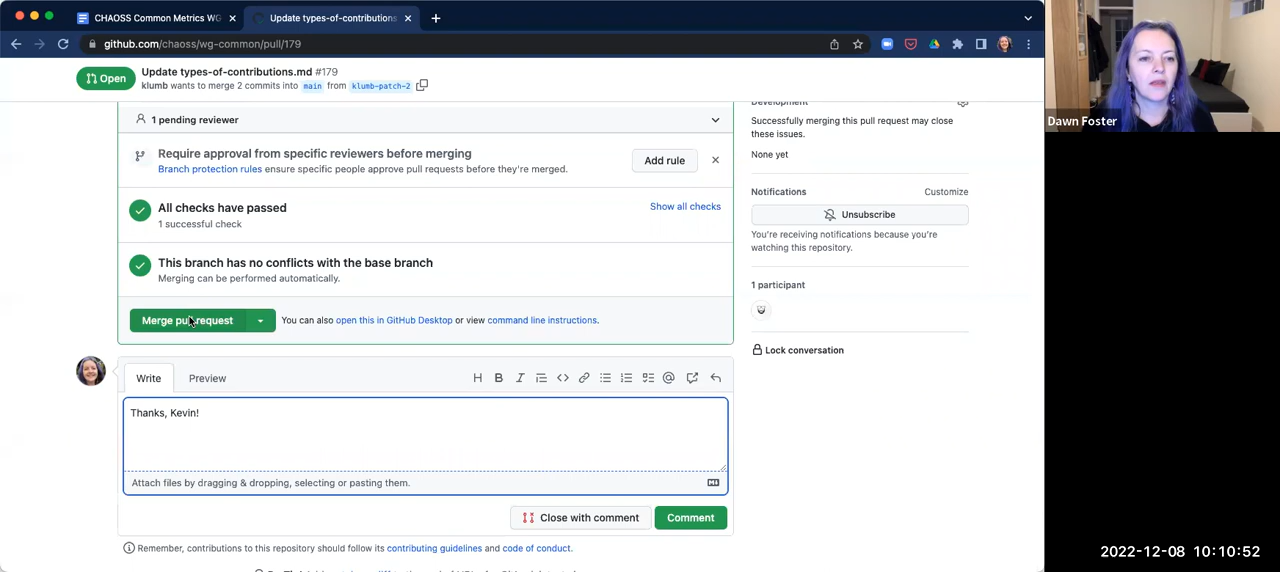 CHAOSS Common Metrics WG
Update types-of-contributions
github.com/chaoss/wg-common/pull/179
Open
Update types-of-contributions.md #179
klumb wants to merge 2 commits into main from klumb-patch-2
1 pending reviewer
Require approval from specific reviewers before merging
Branch protection rules ensure specific people approve pull requests before they're merged.
Add rule
All checks have passed
1 successful check
Show all checks
This branch has no conflicts with the base branch
Merging can be performed automatically.
Merge pull request
You can also open this in GitHub Desktop or view command line instructions.
Write
Preview
Thanks, Kevin!
Attach files by dragging & dropping, selecting or pasting them.
Close with comment
Comment
Remember, contributions to this repository should follow its contributing guidelines and code of conduct.
Development
Successfully merging this pull request may close
these issues.
None yet
Notifications
Customize
Unsubscribe
You're receiving notifications because you're
watching this repository.
1 participant
Lock conversation
Dawn Foster
2022-12-08 10:10:52